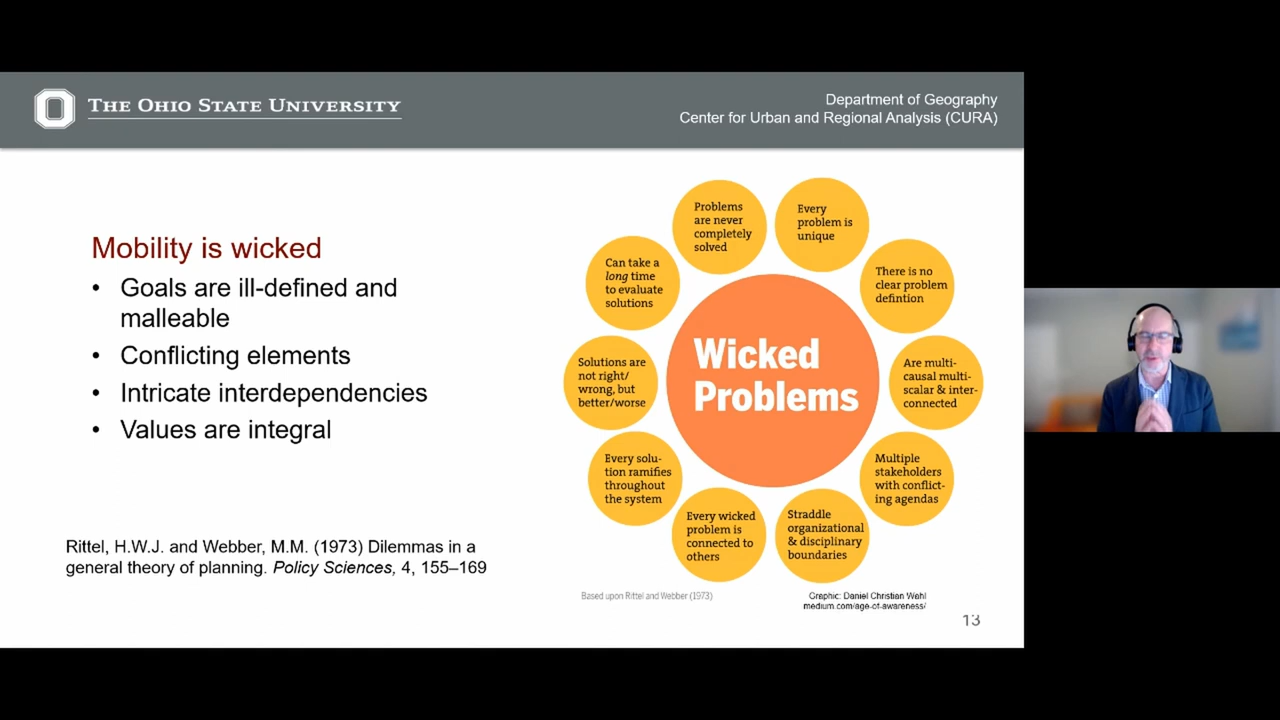 THE OHIO STATE UNIVERSITY
Department of Geography
Center for Urban and Regional Analysis (CURA)
Mobility is wicked
• Goals are ill-defined and
malleable
• Conflicting elements
• Intricate interdependencies
• Values are integral
Rittel, H.W.J. and Webber, M.M. (1973) Dilemmas in a
general theory of planning. Policy Sciences, 4, 155–169
Wicked
Problems
Problems
are never
completely
solved
Every
problem is
unique
There is no
clear problem
defintion
Are multi-
causal multi-
scalar & inter-
connected
Multiple
stakeholders
with conflict-
ing agendas
Straddle
organizational
& disciplinary
boundaries
Every wicked
problem is
connected to
others
Every solu-
tion ramifies
throughout
the system
Solutions are
not right/
wrong, but
better/worse
Can take a
long time
to evaluate
solutions
Based upon Rittel and Webber (1973)
Graphic: Daniel Christian Wahl
medium.com/age-of-awareness/
13